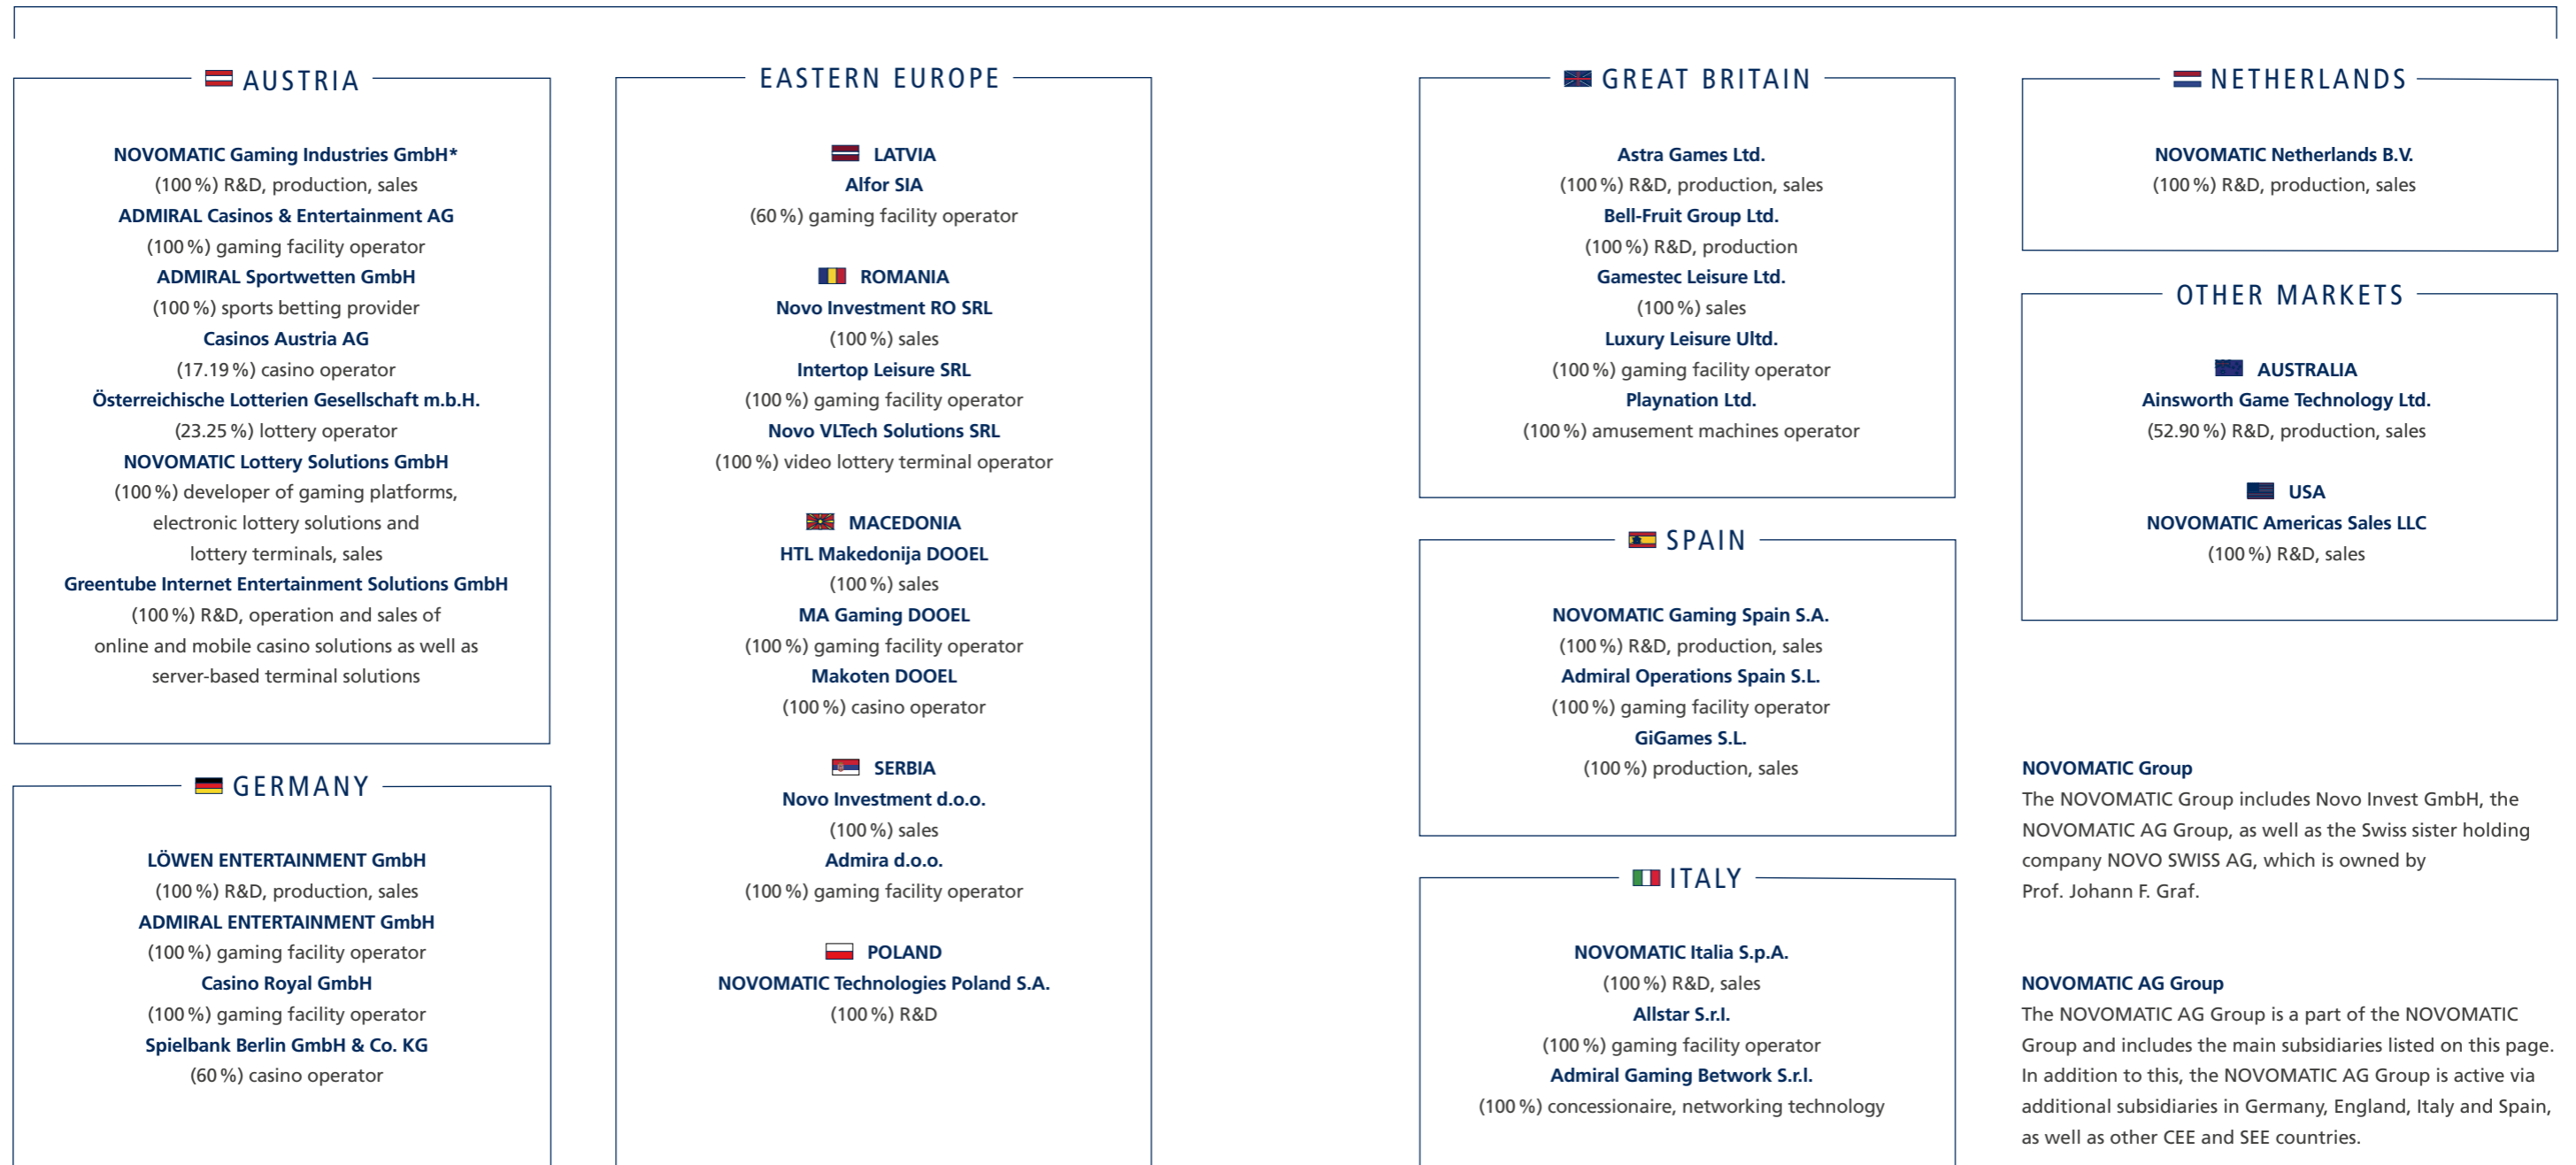 AUSTRIA
NOVOMATIC Gaming Industries GmbH*
(100 %) R&D, production, sales
ADMIRAL Casinos & Entertainment AG
(100 %) gaming facility operator
ADMIRAL Sportwetten GmbH
(100 %) sports betting provider
Casinos Austria AG
(17.19 %) casino operator
Österreichische Lotterien Gesellschaft m.b.H.
(23.25 %) lottery operator
NOVOMATIC Lottery Solutions GmbH
(100 %) developer of gaming platforms,
electronic lottery solutions and
lottery terminals, sales
Greentube Internet Entertainment Solutions GmbH
(100 %) R&D, operation and sales of
online and mobile casino solutions as well as
server-based terminal solutions
GERMANY
LÖWEN ENTERTAINMENT GmbH
(100 %) R&D, production, sales
ADMIRAL ENTERTAINMENT GmbH
(100 %) gaming facility operator
Casino Royal GmbH
(100 %) gaming facility operator
Spielbank Berlin GmbH & Co. KG
(60 %) casino operator
EASTERN EUROPE
LATVIA
Alfor SIA
(60 %) gaming facility operator
ROMANIA
Novo Investment RO SRL
(100 %) sales
Intertop Leisure SRL
(100 %) gaming facility operator
Novo VLTech Solutions SRL
(100 %) video lottery terminal operator
MACEDONIA
HTL Makedonija DOOEL
(100 %) sales
MA Gaming DOOEL
(100 %) gaming facility operator
Makoten DOOEL
(100 %) casino operator
SERBIA
Novo Investment d.o.o.
(100 %) sales
Admira d.o.o.
(100 %) gaming facility operator
POLAND
NOVOMATIC Technologies Poland S.A.
(100 %) R&D
GREAT BRITAIN
Astra Games Ltd.
(100 %) R&D, production, sales
Bell-Fruit Group Ltd.
(100 %) R&D, production
Gamestec Leisure Ltd.
(100 %) sales
Luxury Leisure Ultd.
(100 %) gaming facility operator
Playnation Ltd.
(100 %) amusement machines operator
SPAIN
NOVOMATIC Gaming Spain S.A.
(100 %) R&D, production, sales
Admiral Operations Spain S.L.
(100 %) gaming facility operator
GiGames S.L.
(100 %) production, sales
ITALY
NOVOMATIC Italia S.p.A.
(100 %) R&D, sales
Allstar S.r.l.
(100 %) gaming facility operator
Admiral Gaming Betwork S.r.l.
(100 %) concessionaire, networking technology
NETHERLANDS
NOVOMATIC Netherlands B.V.
(100 %) R&D, production, sales
OTHER MARKETS
AUSTRALIA
Ainsworth Game Technology Ltd.
(52.90 %) R&D, production, sales
USA
NOVOMATIC Americas Sales LLC
(100 %) R&D, sales
NOVOMATIC Group
The NOVOMATIC Group includes Novo Invest GmbH, the
NOVOMATIC AG Group, as well as the Swiss sister holding
company NOVO SWISS AG, which is owned by
Prof. Johann F. Graf.
NOVOMATIC AG Group
The NOVOMATIC AG Group is a part of the NOVOMATIC
Group and includes the main subsidiaries listed on this page.
In addition to this, the NOVOMATIC AG Group is active via
additional subsidiaries in Germany, England, Italy and Spain,
as well as other CEE and SEE countries.